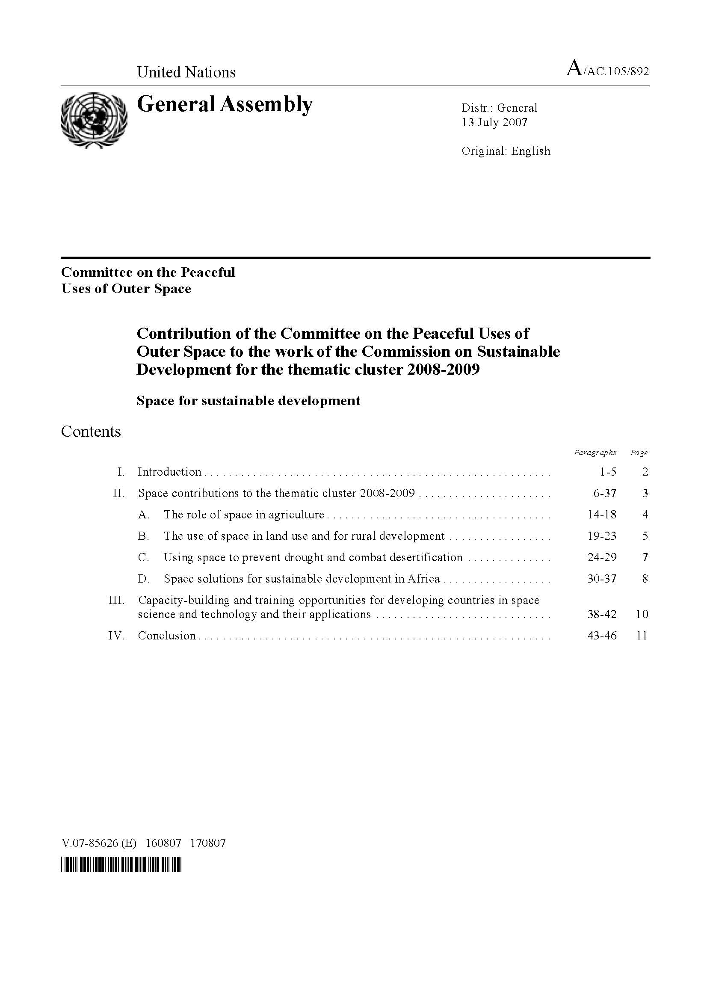 United Nations
A/AC.105/892
General Assembly
Distr.: General
13 July 2007
Original: English
Committee on the Peaceful
Uses of Outer Space
Contribution of the Committee on the Peaceful Uses of
Outer Space to the work of the Commission on Sustainable
Development for the thematic cluster 2008-2009
Space for sustainable development
Contents
Paragraphs Page
I. Introduction 1-5 2
II. Space contributions to the thematic cluster 2008-2009 6-37 3
A. The role of space in agriculture 14-18 4
B. The use of space in land use and for rural development 19-23 5
C. Using space to prevent drought and combat desertification 24-29 7
D. Space solutions for sustainable development in Africa 30-37 8
III. Capacity-building and training opportunities for developing countries in space
science and technology and their applications 38-42 10
IV. Conclusion 43-46 11
V.07-85626 (E) 160807 170807